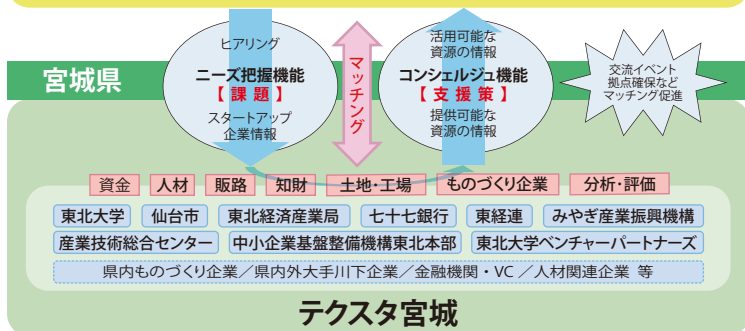 ヒアリング
ニーズ把握機能
【課題】
スタートアップ
企業情報
マッチング
活用可能な
資源の情報
コンシェルジュ機能
【支援策】
提供可能な
資源の情報
交流イベント
拠点確保など
マッチング促進
宮城県
資金 人材 販路 知財 土地・工場 ものづくり企業 分析・評価
東北大学 仙台市 東北経済産業局 七十七銀行 東経連 みやぎ産業振興機構
産業技術総合センター 中小企業基盤整備機構東北本部 東北大学ベンチャーパートナーズ
県内ものづくり企業／県内外大手川下企業／金融機関・VC／人材関連企業 等
テクスタ宮城